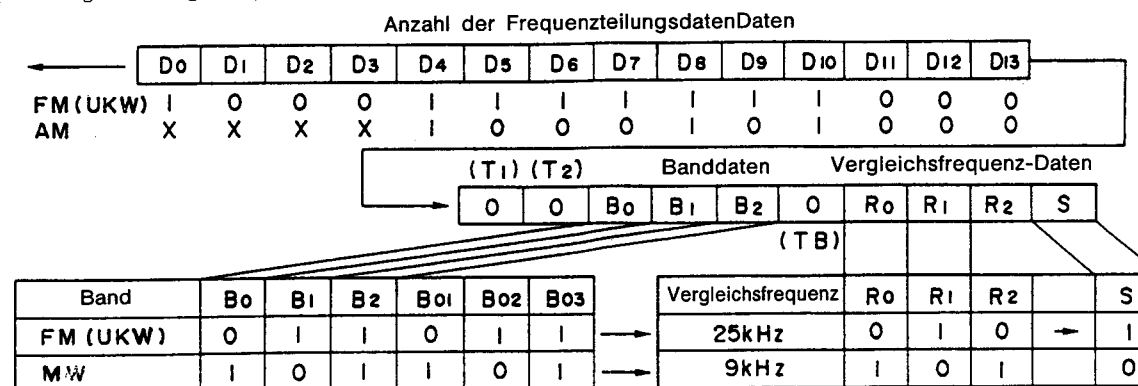 Anzahl der FrequenzteilungsdatenDaten
D0 D1 D2 D3 D4 D5 D6 D7 D8 D9 D10 D11 D12 D13
FM (UKW) 1 0 0 0 1 1 1 1 1 1 1 0 0 0
AM X X X X 1 0 0 0 1 0 1 0 0 0
(T1) (T2) Banddaten Vergleichsfrequenz-Daten
0 0 B0 B1 B2 0 R0 R1 R2 S
(TB)
Band B0 B1 B2 B01 B02 B03 Vergleichsfrequenz R0 R1 R2 S
FM (UKW) 0 1 1 0 1 1 → 25kHz 0 1 0 → 1
MW 1 0 1 1 0 1 → 9kHz 1 0 1 0